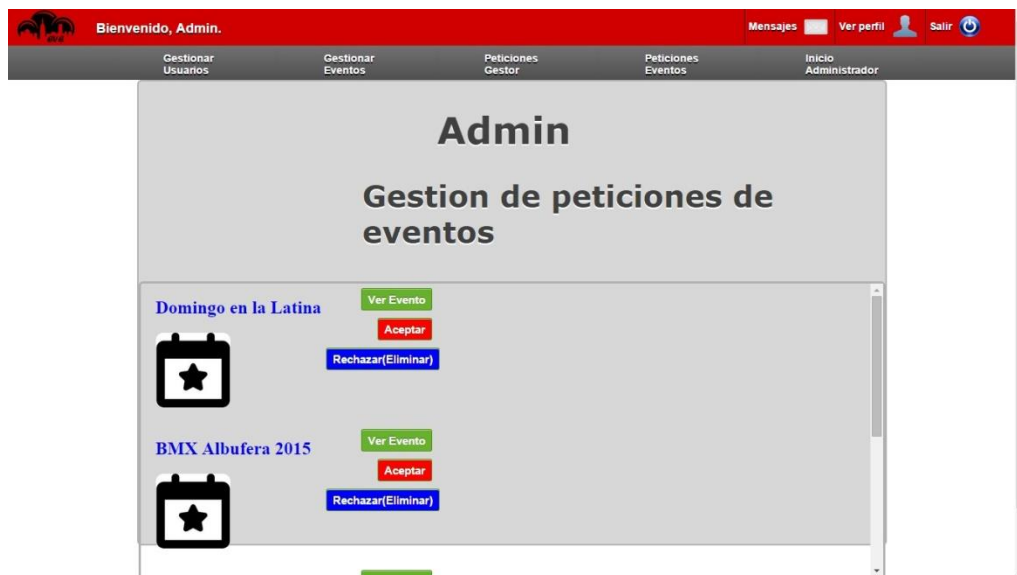 Bienvenido, Admin.
Mensajes
Ver perfil
Salir
Gestionar
Usuarios
Gestionar
Eventos
Peticiones
Gestor
Peticiones
Eventos
Inicio
Administrador
Admin
Gestion de peticiones de
eventos
Domingo en la Latina
Ver Evento
Aceptar
Rechazar(Eliminar)
BMX Albufera 2015
Ver Evento
Aceptar
Rechazar(Eliminar)